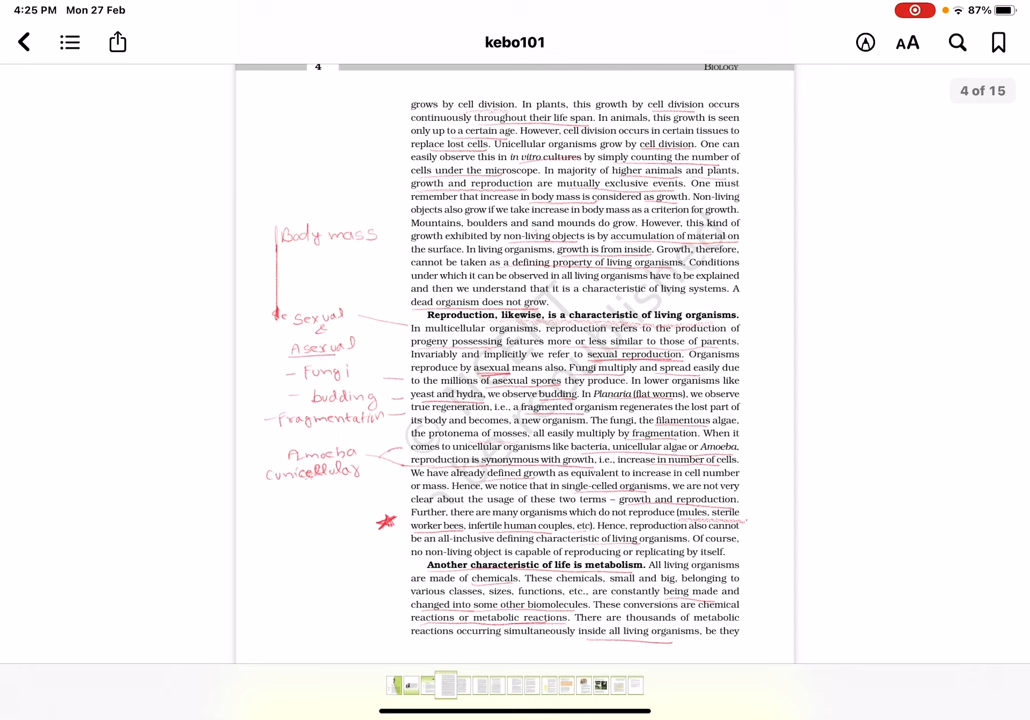 4:25 PM Mon 27 Feb
87%
AA
kebo101
4 BIOLOGY
4 of 15
grows by cell division. In plants, this growth by cell division occurs
continuously throughout their life span. In animals, this growth is seen
only up to a certain age. However, cell division occurs in certain tissues to
replace lost cells. Unicellular organisms grow by cell division. One can
easily observe this in in vitro cultures by simply counting the number of
cells under the microscope. In majority of higher animals and plants,
growth and reproduction are mutually exclusive events. One must
remember that increase in body mass is considered as growth. Non-living
objects also grow if we take increase in body mass as a criterion for growth.
Mountains, boulders and sand mounds do grow. However, this kind of
growth exhibited by non-living objects is by accumulation of material on
the surface. In living organisms, growth is from inside. Growth, therefore,
cannot be taken as a defining property of living organisms. Conditions
under which it can be observed in all living organisms have to be explained
and then we understand that it is a characteristic of living systems. A
dead organism does not grow.
Reproduction, likewise, is a characteristic of living organisms.
In multicellular organisms, reproduction refers to the production of
progeny possessing features more or less similar to those of parents.
Invariably and implicitly we refer to sexual reproduction. Organisms
reproduce by asexual means also. Fungi multiply and spread easily due
to the millions of asexual spores they produce. In lower organisms like
yeast and hydra, we observe budding. In Planaria (flat worms), we observe
true regeneration, i.e., a fragmented organism regenerates the lost part of
its body and becomes, a new organism. The fungi, the filamentous algae,
the protonema of mosses, all easily multiply by fragmentation. When it
comes to unicellular organisms like bacteria, unicellular algae or Amoeba,
reproduction is synonymous with growth, i.e., increase in number of cells.
We have already defined growth as equivalent to increase in cell number
or mass. Hence, we notice that in single-celled organisms, we are not very
clear about the usage of these two terms – growth and reproduction.
Further, there are many organisms which do not reproduce (mules, sterile
worker bees, infertile human couples, etc). Hence, reproduction also cannot
be an all-inclusive defining characteristic of living organisms. Of course,
no non-living object is capable of reproducing or replicating by itself.
Another characteristic of life is metabolism. All living organisms
are made of chemicals. These chemicals, small and big, belonging to
various classes, sizes, functions, etc., are constantly being made and
changed into some other biomolecules. These conversions are chemical
reactions or metabolic reactions. There are thousands of metabolic
reactions occurring simultaneously inside all living organisms, be they
Body mass
Sexual
&
Asexual
- Fungi
- budding
- Fragmentation
Amoeba
(unicellular
© NCERT